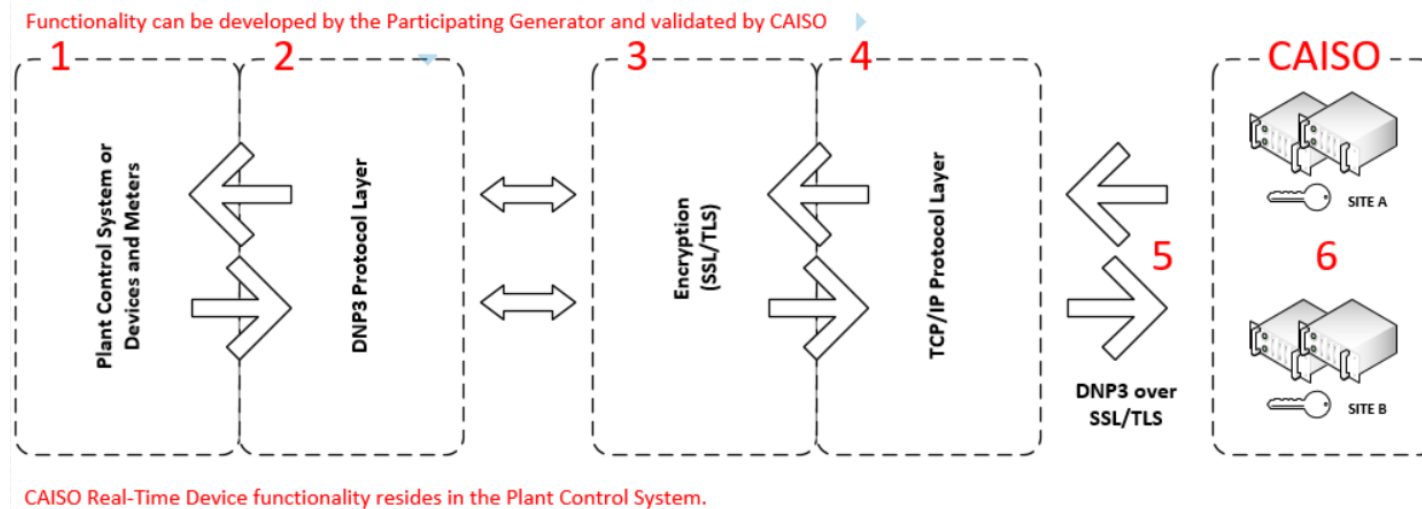 Functionality can be developed by the Participating Generator and validated by CAISO
1
2
3
4
CAISO
Plant Control System or
Devices and Meters
DNP3 Protocol Layer
Encryption
(SSL/TLS)
TCP/IP Protocol Layer
5
DNP3 over
SSL/TLS
SITE A
6
SITE B
CAISO Real-Time Device functionality resides in the Plant Control System.